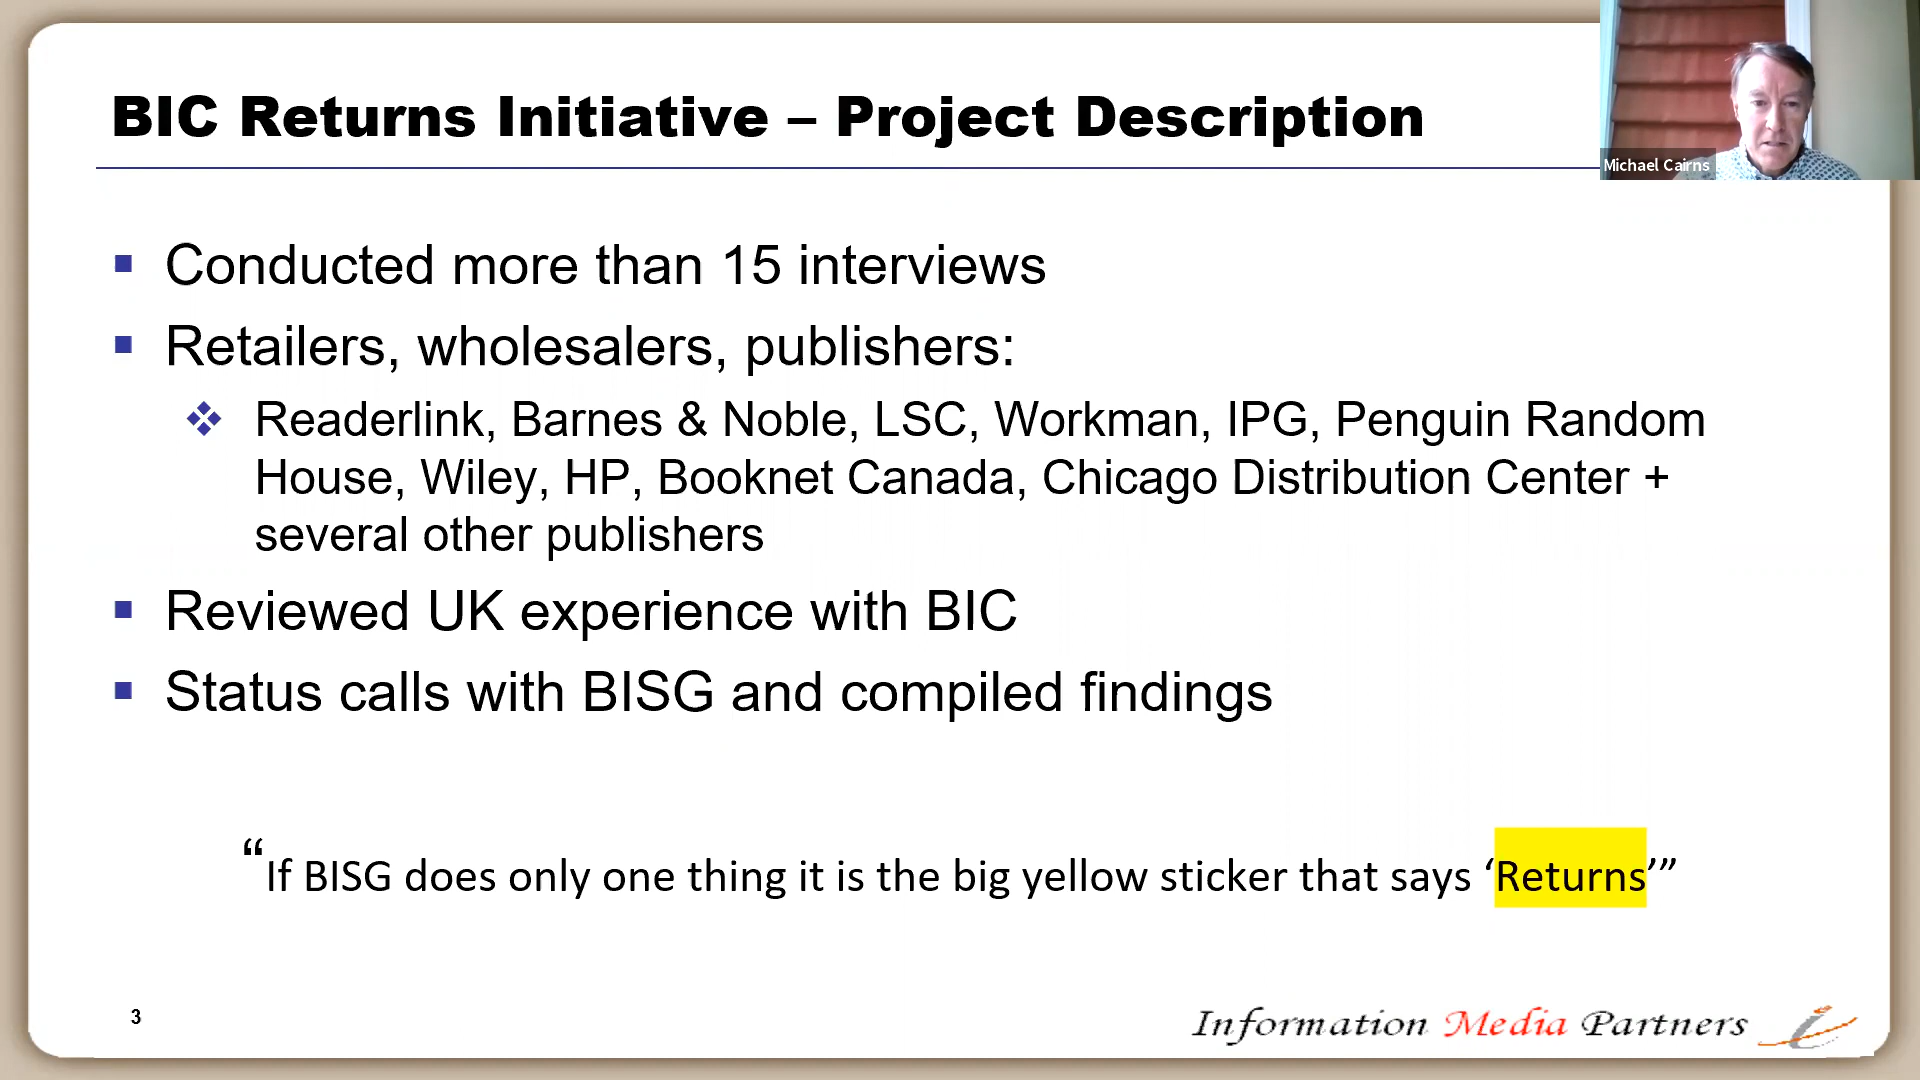 BIC Returns Initiative – Project Description
Michael Cairns
Conducted more than 15 interviews
Retailers, wholesalers, publishers:
Readerlink, Barnes & Noble, LSC, Workman, IPG, Penguin Random
House, Wiley, HP, Booknet Canada, Chicago Distribution Center +
several other publishers
Reviewed UK experience with BIC
Status calls with BISG and compiled findings
“If BISG does only one thing it is the big yellow sticker that says ‘Returns’”
3
Information Media Partners